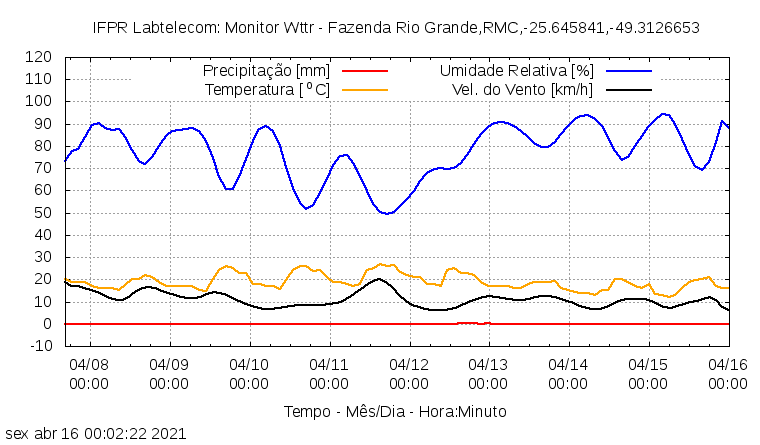 IFPR Labtelecom: Monitor Wttr - Fazenda Rio Grande,RMC,-25.645841,-49.3126653
120
110
100
90
80
70
60
50
40
30
20
10
0
-10
Precipitação [mm]
Temperatura [⁰C]
Umidade Relativa [%]
Vel. do Vento [km/h]
04/08 04/09 04/10 04/11 04/12 04/13 04/14 04/15 04/16
00:00 00:00 00:00 00:00 00:00 00:00 00:00 00:00 00:00
Tempo - Mês/Dia - Hora:Minuto
sex abr 16 00:02:22 2021